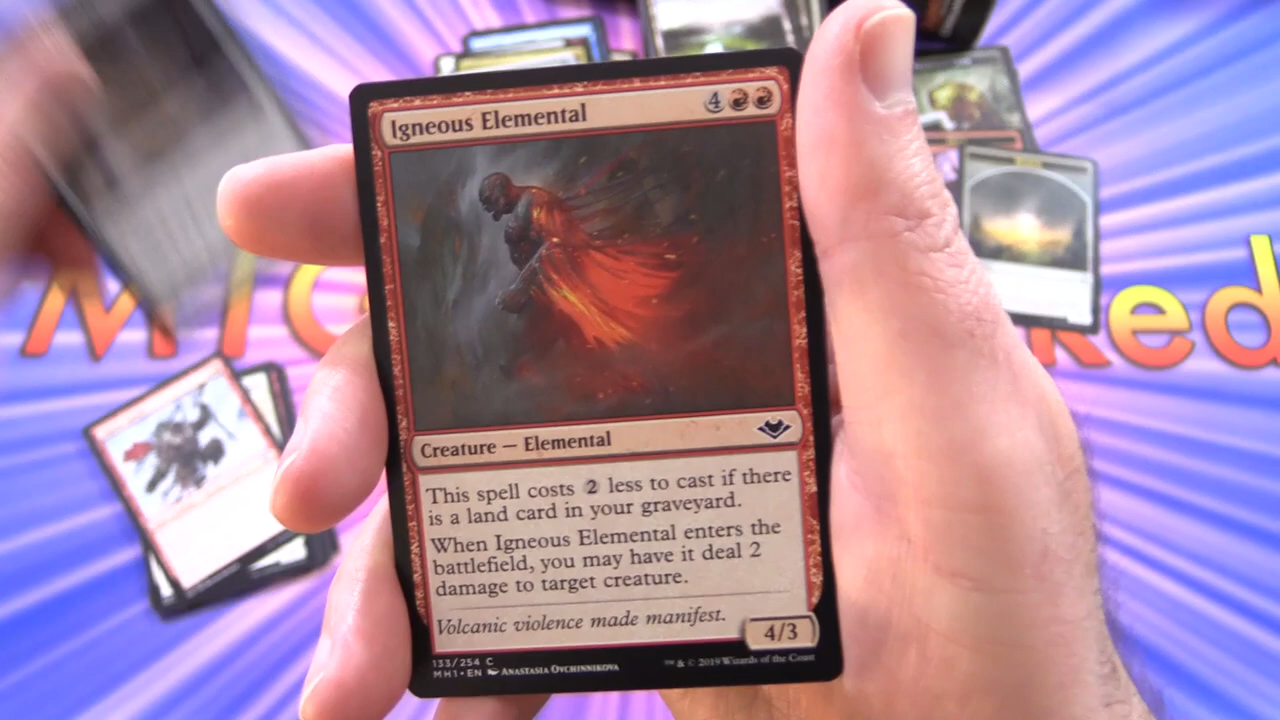 Igneous Elemental
4
Creature — Elemental
This spell costs 2 less to cast if there
is a land card in your graveyard.
When Igneous Elemental enters the
battlefield, you may have it deal 2
damage to target creature.
Volcanic violence made manifest.
4/3
133/254 C
MH1 • EN ANASTASIA OVCHINNIKOVA
™ & © 2019 Wizards of the Coast